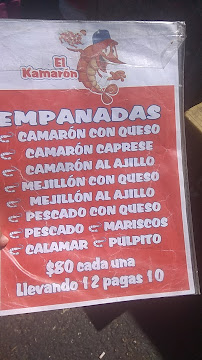 El
Kamarón
EMPANADAS
CAMARÓN CON QUESO
CAMARÓN CAPRESE
CAMARÓN AL AJILLO
MEJILLÓN CON QUESO
MEJILLÓN AL AJILLO
PESCADO CON QUESO
PESCADO MARISCOS
CALAMAR PULPITO
$80 cada una
Llevando 12 pagas 10